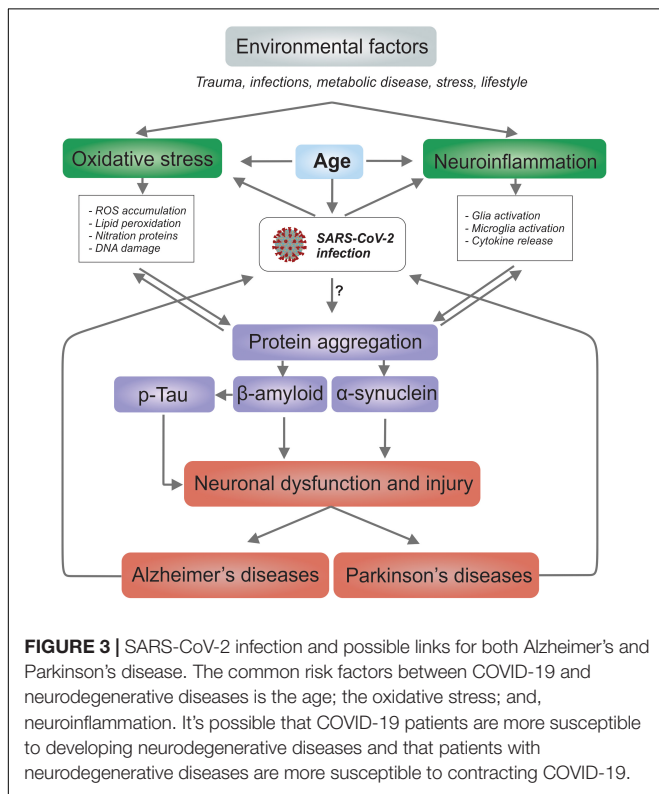 Environmental factors
Trauma, infections, metabolic disease, stress, lifestyle
Oxidative stress
Age
Neuroinflammation
- ROS accumulation
- Lipid peroxidation
- Nitration proteins
- DNA damage
SARS-CoV-2
infection
- Glia activation
- Microglia activation
- Cytokine release
?
Protein aggregation
p-Tau
β-amyloid
α-synuclein
Neuronal dysfunction and injury
Alzheimer's diseases
Parkinson's diseases
FIGURE 3 | SARS-CoV-2 infection and possible links for both Alzheimer's and
Parkinson's disease. The common risk factors between COVID-19 and
neurodegenerative diseases is the age; the oxidative stress; and,
neuroinflammation. It's possible that COVID-19 patients are more susceptible
to developing neurodegenerative diseases and that patients with
neurodegenerative diseases are more susceptible to contracting COVID-19.